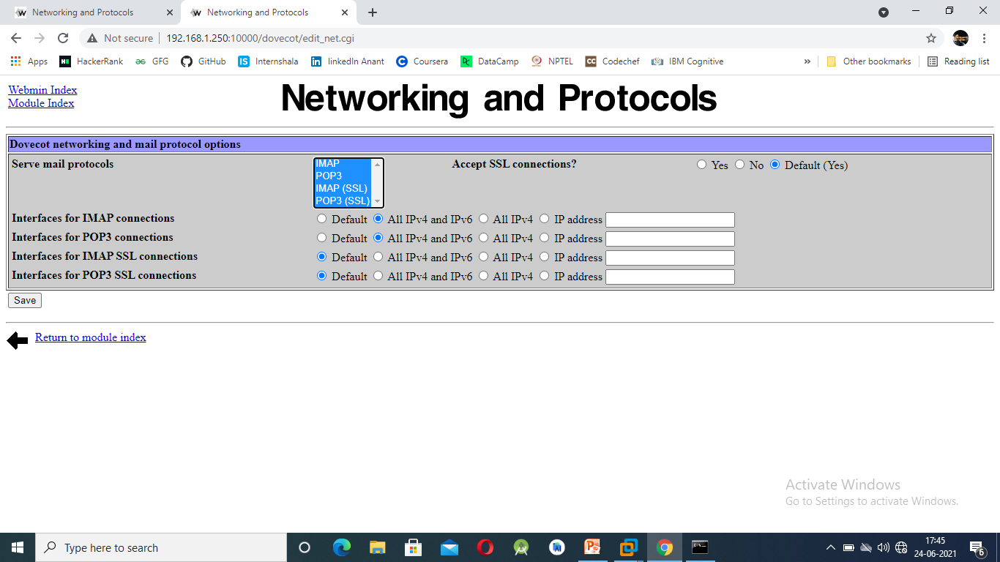 Networking and Protocols
Networking and Protocols
Not secure 192.168.1.250:10000/dovecot/edit_net.cgi
Apps HackerRank GFG GitHub Internshala linkedIn Anant Coursera DataCamp NPTEL Codechef IBM Cognitive » Other bookmarks Reading list
Webmin Index
Module Index
Networking and Protocols
Dovecot networking and mail protocol options
Serve mail protocols
IMAP
POP3
IMAP (SSL)
POP3 (SSL)
Accept SSL connections? Yes No Default (Yes)
Interfaces for IMAP connections Default All IPv4 and IPv6 All IPv4 IP address
Interfaces for POP3 connections Default All IPv4 and IPv6 All IPv4 IP address
Interfaces for IMAP SSL connections Default All IPv4 and IPv6 All IPv4 IP address
Interfaces for POP3 SSL connections Default All IPv4 and IPv6 All IPv4 IP address
Save
Return to module index
Activate Windows
Go to Settings to activate Windows.
Type here to search
17:45
24-06-2021
6